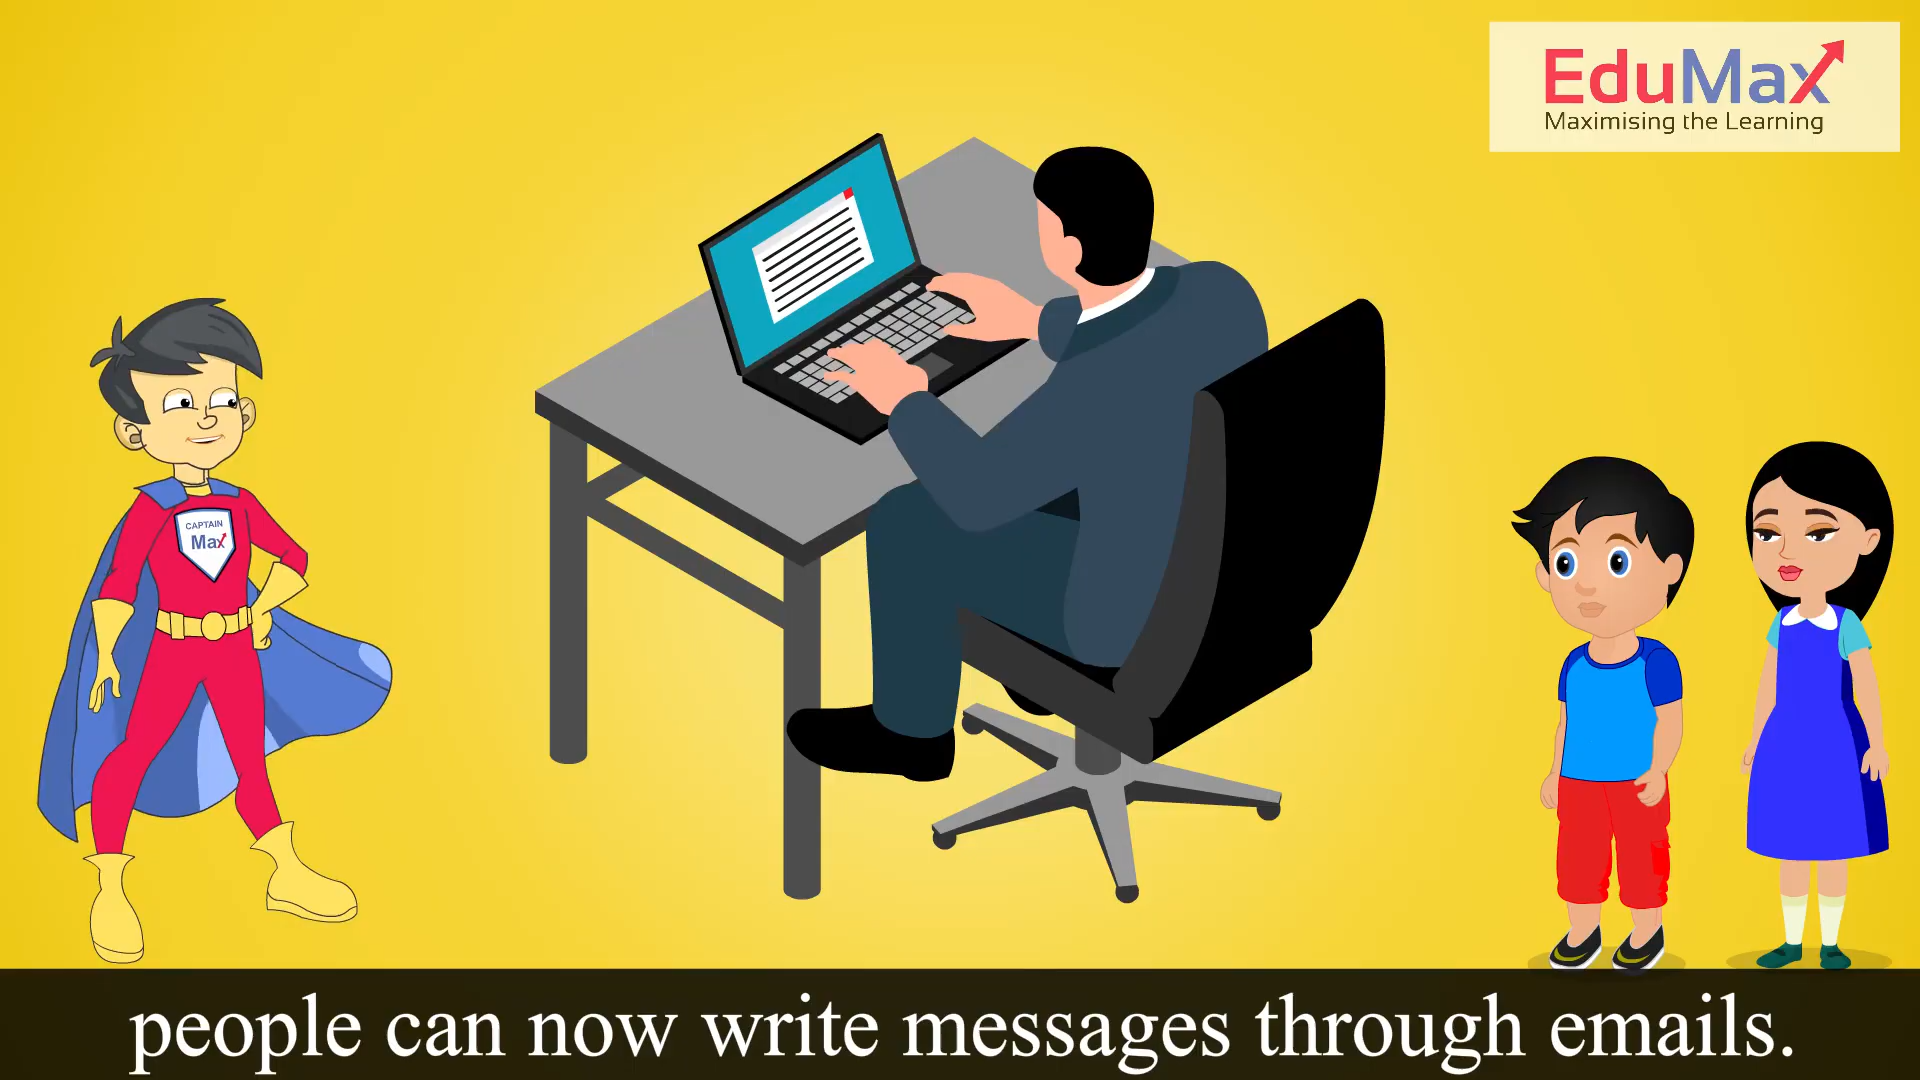 EduMax
Maximising the Learning
CAPTAIN
Max
people can now write messages through emails.